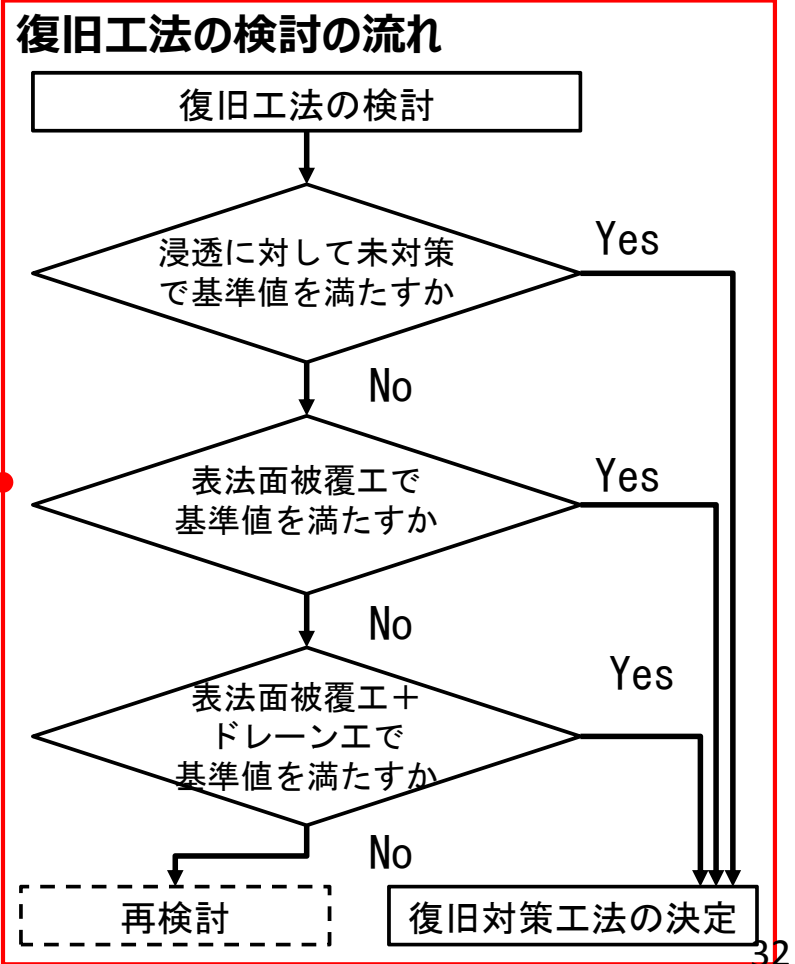 復旧工法の検討の流れ
復旧工法の検討
浸透に対して未対策
で基準値を満たすか
Yes
No
表法面被覆工で
基準値を満たすか
Yes
No
表法面被覆工＋
ドレーン工で
基準値を満たすか
Yes
No
再検討
復旧対策工法の決定
32